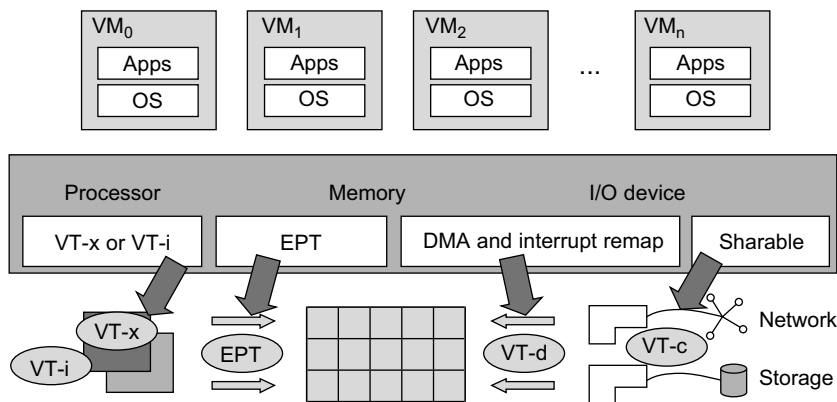 VM0 VM1 VM2 VMn
Apps Apps Apps ... Apps
OS OS OS OS
Processor Memory I/O device
VT-x or VT-i EPT DMA and interrupt remap Sharable
VT-x Network
VT-i EPT VT-d VT-c
Storage